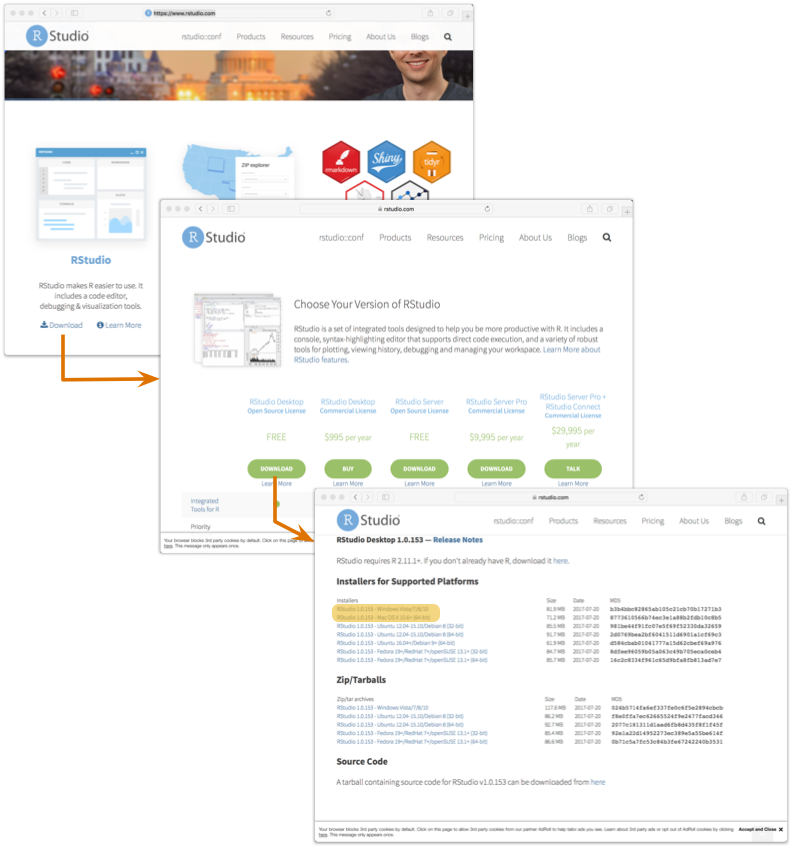 https://www.rstudio.com
R Studio
rstudio::conf Products Resources Pricing About Us Blogs
ZIP explorer
rmarkdown
Shiny
tidyr
RStudio
RStudio makes R easier to use. It
includes a code editor,
debugging & visualization tools.
Download Learn More
rstudio.com
R Studio
rstudio::conf Products Resources Pricing About Us Blogs
Choose Your Version of RStudio
RStudio is a set of integrated tools designed to help you be more productive with R. It includes a
console, syntax-highlighting editor that supports direct code execution, and a variety of robust
tools for plotting, viewing history, debugging and managing your workspace. Learn More about
RStudio features.
RStudio Desktop RStudio Desktop RStudio Server RStudio Server Pro RStudio Server Pro +
RStudio Connect
Open Source License Commercial License Open Source License Commercial License Commercial License
FREE $995 per year FREE $9,995 per year $29,995 per
year
DOWNLOAD BUY DOWNLOAD DOWNLOAD TALK
Learn More Learn More Learn More Learn More Learn More
Integrated
Tools for R
Priority
Your browser blocks 3rd party cookies by default. Click on this page to
here. This message only appears once.
rstudio.com
R Studio
rstudio::conf Products Resources Pricing About Us Blogs
RStudio Desktop 1.0.153 — Release Notes
RStudio requires R 2.11.1+. If you don't already have R, download it here.
Installers for Supported Platforms
Installers Size Date MD5
RStudio 1.0.153 - Windows Vista/7/8/10 81.9 MB 2017-07-20 b3b4bbc82865ab105c21cb70b17271b3
RStudio 1.0.153 - Mac OS X 10.6+ (64-bit) 71.2 MB 2017-07-20 8773610566b74ec3e1a88b2fdb10c8b5
RStudio 1.0.153 - Ubuntu 12.04-15.10/Debian 8 (32-bit) 85.5 MB 2017-07-20 981be44f91fc07e5f69f52330da32659
RStudio 1.0.153 - Ubuntu 12.04-15.10/Debian 8 (64-bit) 91.7 MB 2017-07-20 2d0769bea2bf6041511d6901a1cf69c3
RStudio 1.0.153 - Ubuntu 16.04+/Debian 9+ (64-bit) 61.9 MB 2017-07-20 d584cbab01041777a15d62cbef69a976
RStudio 1.0.153 - Fedora 19+/RedHat 7+/openSUSE 13.1+ (32-bit) 84.7 MB 2017-07-20 8dfee96059b05a063c49b705eca0ceb4
RStudio 1.0.153 - Fedora 19+/RedHat 7+/openSUSE 13.1+ (64-bit) 85.7 MB 2017-07-20 16c2c8334f961c65d9bfa8fb813ad7e7
Zip/Tarballs
Zip/tar archives Size Date MD5
RStudio 1.0.153 - Windows Vista/7/8/10 117.6 MB 2017-07-20 024b5714fa6ef337fe0c6f5e2894cbcb
RStudio 1.0.153 - Ubuntu 12.04-15.10/Debian 8 (32-bit) 86.2 MB 2017-07-20 f8e0ffa7ec62665524f9e2477facd366
RStudio 1.0.153 - Ubuntu 12.04-15.10/Debian 8 (64-bit) 92.7 MB 2017-07-20 2077c181311d1aad6fb8d435f8f1f45f
RStudio 1.0.153 - Fedora 19+/RedHat 7+/openSUSE 13.1+ (32-bit) 85.4 MB 2017-07-20 92e1a22d14952273ec389e5a55be614f
RStudio 1.0.153 - Fedora 19+/RedHat 7+/openSUSE 13.1+ (64-bit) 86.6 MB 2017-07-20 0b71c5a7fc53c84b3fe67242240b3531
Source Code
A tarball containing source code for RStudio v1.0.153 can be downloaded from here
Your browser blocks 3rd party cookies by default. Click on this page to allow 3rd party cookies from our partner AdRoll to help tailor ads you see. Learn about 3rd party ads or opt out of AdRoll cookies by clicking Accept and Close ✕
here. This message only appears once.